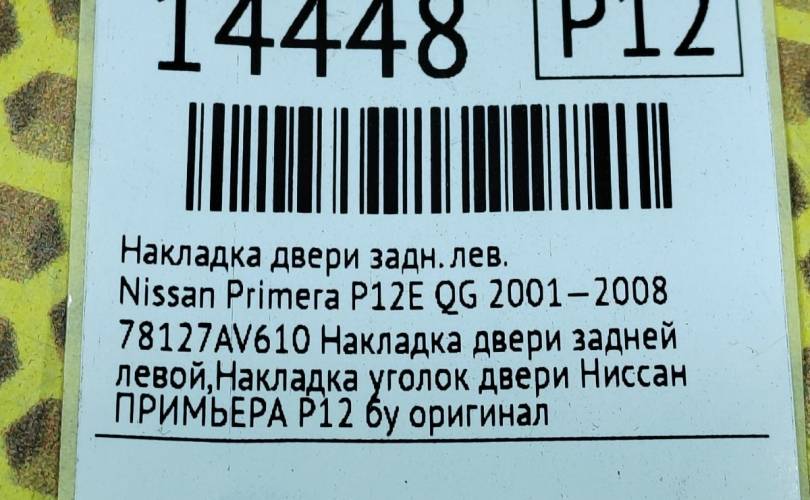 14448 P12
Накладка двери задн.лев.
Nissan Primera P12E QG 2001–2008
78127AV610 Накладка двери задней
левой,Накладка уголок двери Ниссан
ПРИМЬЕРА P12 бу оригинал